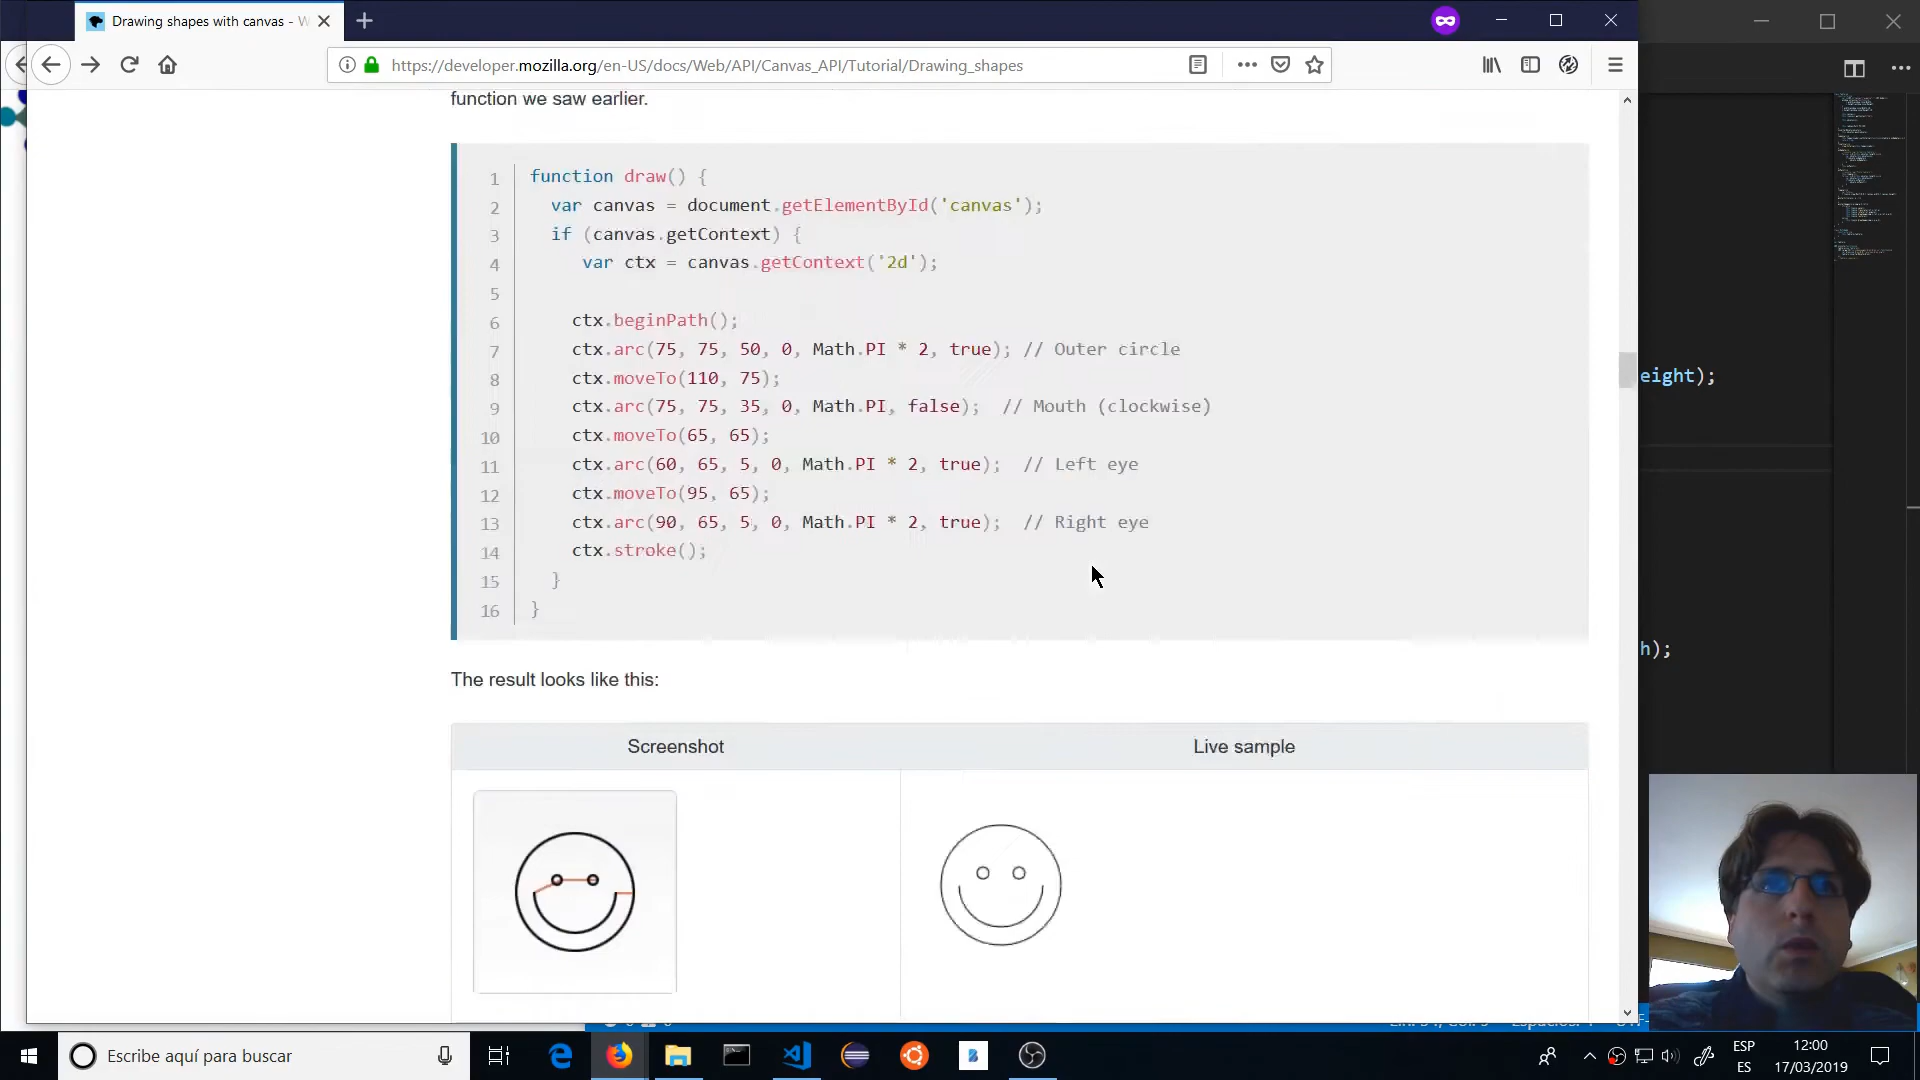 Drawing shapes with canvas - W
https://developer.mozilla.org/en-US/docs/Web/API/Canvas_API/Tutorial/Drawing_shapes
function we saw earlier.
1 function draw() {
2 var canvas = document.getElementById('canvas');
3 if (canvas.getContext) {
4 var ctx = canvas.getContext('2d');
5
6 ctx.beginPath();
7 ctx.arc(75, 75, 50, 0, Math.PI * 2, true); // Outer circle
8 ctx.moveTo(110, 75);
9 ctx.arc(75, 75, 35, 0, Math.PI, false); // Mouth (clockwise)
10 ctx.moveTo(65, 65);
11 ctx.arc(60, 65, 5, 0, Math.PI * 2, true); // Left eye
12 ctx.moveTo(95, 65);
13 ctx.arc(90, 65, 5, 0, Math.PI * 2, true); // Right eye
14 ctx.stroke();
15 }
16 }
eight);
h);
The result looks like this:
Screenshot Live sample
Escribe aquí para buscar
ESP
ES
12:00
17/03/2019